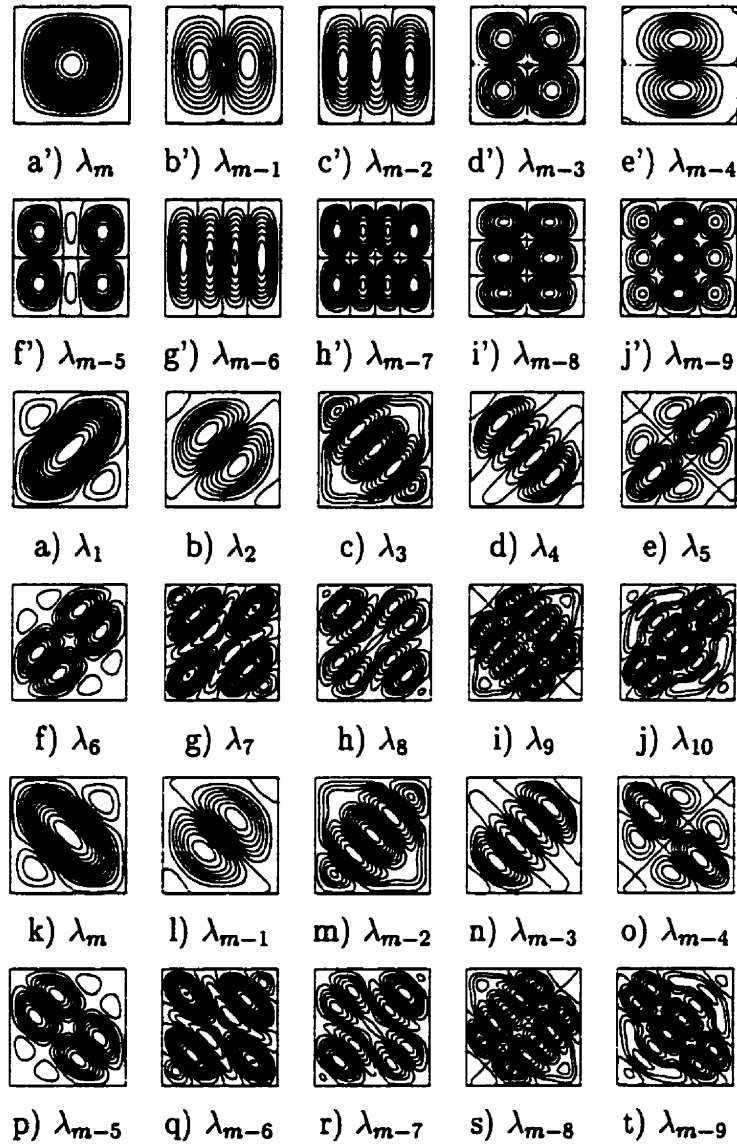 a') λ_m b') λ_{m-1} c') λ_{m-2} d') λ_{m-3} e') λ_{m-4}
f') λ_{m-5} g') λ_{m-6} h') λ_{m-7} i') λ_{m-8} j') λ_{m-9}
a) λ_1 b) λ_2 c) λ_3 d) λ_4 e) λ_5
f) λ_6 g) λ_7 h) λ_8 i) λ_9 j) λ_{10}
k) λ_m l) λ_{m-1} m) λ_{m-2} n) λ_{m-3} o) λ_{m-4}
p) λ_{m-5} q) λ_{m-6} r) λ_{m-7} s) λ_{m-8} t) λ_{m-9}